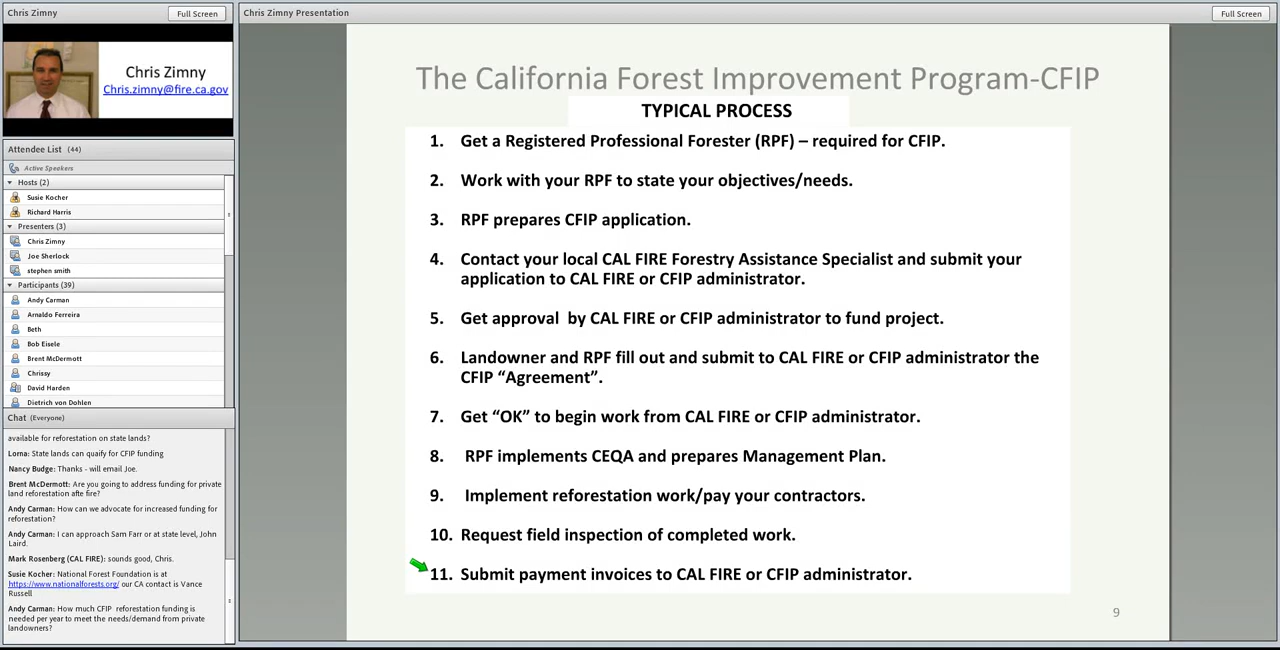 Chris Zimny
Full Screen
Chris Zimny
Chris.zimny@fire.ca.gov
Attendee List (44)
Active Speakers
Hosts (2)
Susie Kocher
Richard Harris
Presenters (3)
Chris Zimny
Joe Sherlock
stephen smith
Participants (39)
Andy Carman
Arnaldo Ferreira
Beth
Bob Eisele
Brent McDermott
Chrissy
David Harden
Dietrich von Dohlen
Chat (Everyone)
available for reforestation on state lands?
Lorna: State lands can quaify for CFIP funding
Nancy Budge: Thanks - will email Joe.
Brent McDermott: Are you going to address funding for private
land reforestation afte fire?
Andy Carman: How can we advocate for increased funding for
reforestation?
Andy Carman: I can approach Sam Farr or at state level, John
Laird.
Mark Rosenberg (CAL FIRE): sounds good, Chris.
Susie Kocher: National Forest Foundation is at
https://www.nationalforests.org/ our CA contact is Vance
Russell
Andy Carman: How much CFIP reforestation funding is
needed per year to meet the needs/demand from private
landowners?
Chris Zimny Presentation
Full Screen
The California Forest Improvement Program-CFIP
TYPICAL PROCESS
1. Get a Registered Professional Forester (RPF) – required for CFIP.
2. Work with your RPF to state your objectives/needs.
3. RPF prepares CFIP application.
4. Contact your local CAL FIRE Forestry Assistance Specialist and submit your
application to CAL FIRE or CFIP administrator.
5. Get approval by CAL FIRE or CFIP administrator to fund project.
6. Landowner and RPF fill out and submit to CAL FIRE or CFIP administrator the
CFIP “Agreement”.
7. Get “OK” to begin work from CAL FIRE or CFIP administrator.
8. RPF implements CEQA and prepares Management Plan.
9. Implement reforestation work/pay your contractors.
10. Request field inspection of completed work.
11. Submit payment invoices to CAL FIRE or CFIP administrator.
9